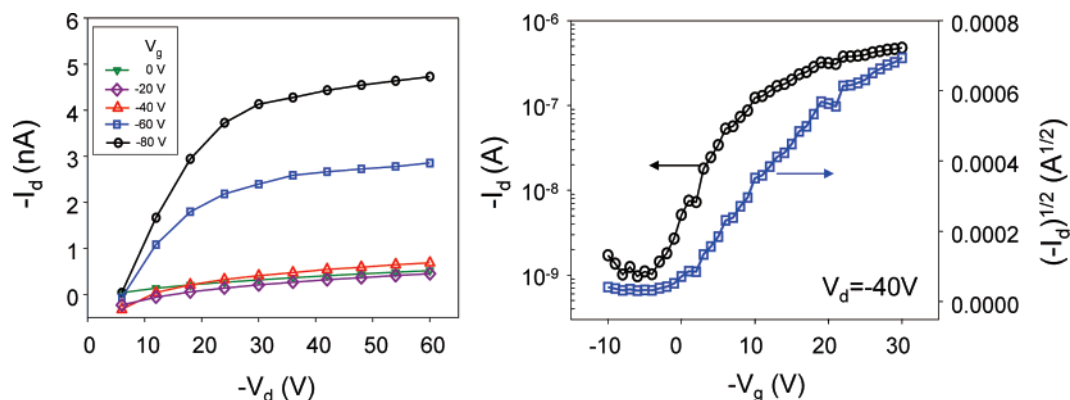 6
5
4
3
2
1
0
-I_d (nA)
V_g
0 V
-20 V
-40 V
-60 V
-80 V
0 10 20 30 40 50 60
-V_d (V)
10^-6
10^-7
10^-8
10^-9
-I_d (A)
-10 0 10 20 30
-V_g (V)
V_d=-40V
0.0008
0.0006
0.0004
0.0002
0.0000
(-I_d)^1/2 (A^1/2)